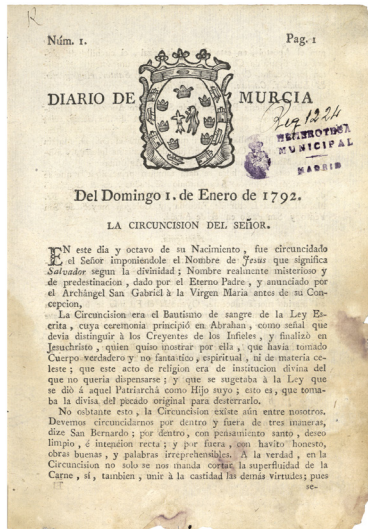 R
Núm. 1.
Pag. 1
DIARIO DE
MURCIA
Reg 1224
HEMEROTECA
MUNICIPAL
MADRID
Del Domingo 1. de Enero de 1792.
LA CIRCUNCISION DEL SEÑOR.
EN este dia y octavo de su Nacimiento, fue circuncidado
el Señor imponiendole el Nombre de Jesus que significa
Salvador segun la divinidad; Nombre realmente misterioso y
de predestinacion, dado por el Eterno Padre, y anunciado por
el Archângel San Gabriel à la Virgen Maria antes de su Con-
cepcion,
La Circuncision era el Bautismo de sangre de la Ley Es-
crita, cuya ceremonia principió en Abrahan, como señal que
devia distinguir à los Creyentes de los Infieles, y finalizó en
Jesuchristo, quien quiso mostrar por ella, que havia tomado
Cuerpo verdadero y no fantastico, espiritual, ni de materia ce-
leste; que este acto de religion era de institucion divina del
que no queria dispensarse; y que se sugetaba à la Ley que
se dió à aquel Patriarchâ como Hijo suyo; esto es, que toma-
ba la divisa del pecado original para desterrarlo.
No osbtante esto, la Circuncision existe aún entre nosotros.
Devemos circuncidarnos por dentro y fuera de tres maneras,
dize San Bernardo; por dentro, con pensamiento santo, deseo
limpio, é intencion recta; y por fuera, con havito honesto,
obras buenas, y palabras irreprehensibles. A la verdad, en la
Circuncision no solo se nos manda cortar la superfluidad de la
Carne, sí, tambien, unir à la castidad las demás virtudes; pues
se-